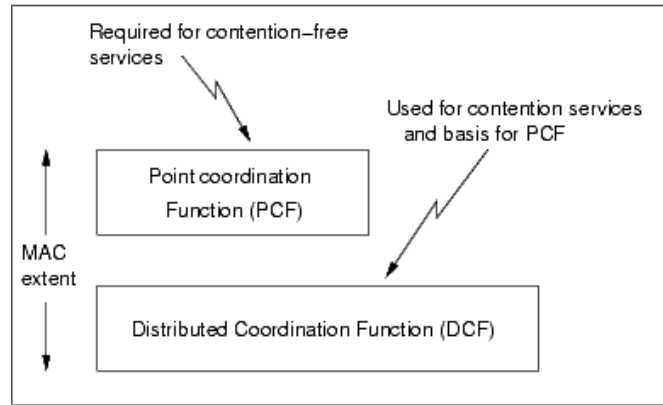 Required for contention–free
services
Used for contention services
and basis for PCF
Point coordination
Function (PCF)
MAC
extent
Distributed Coordination Function (DCF)